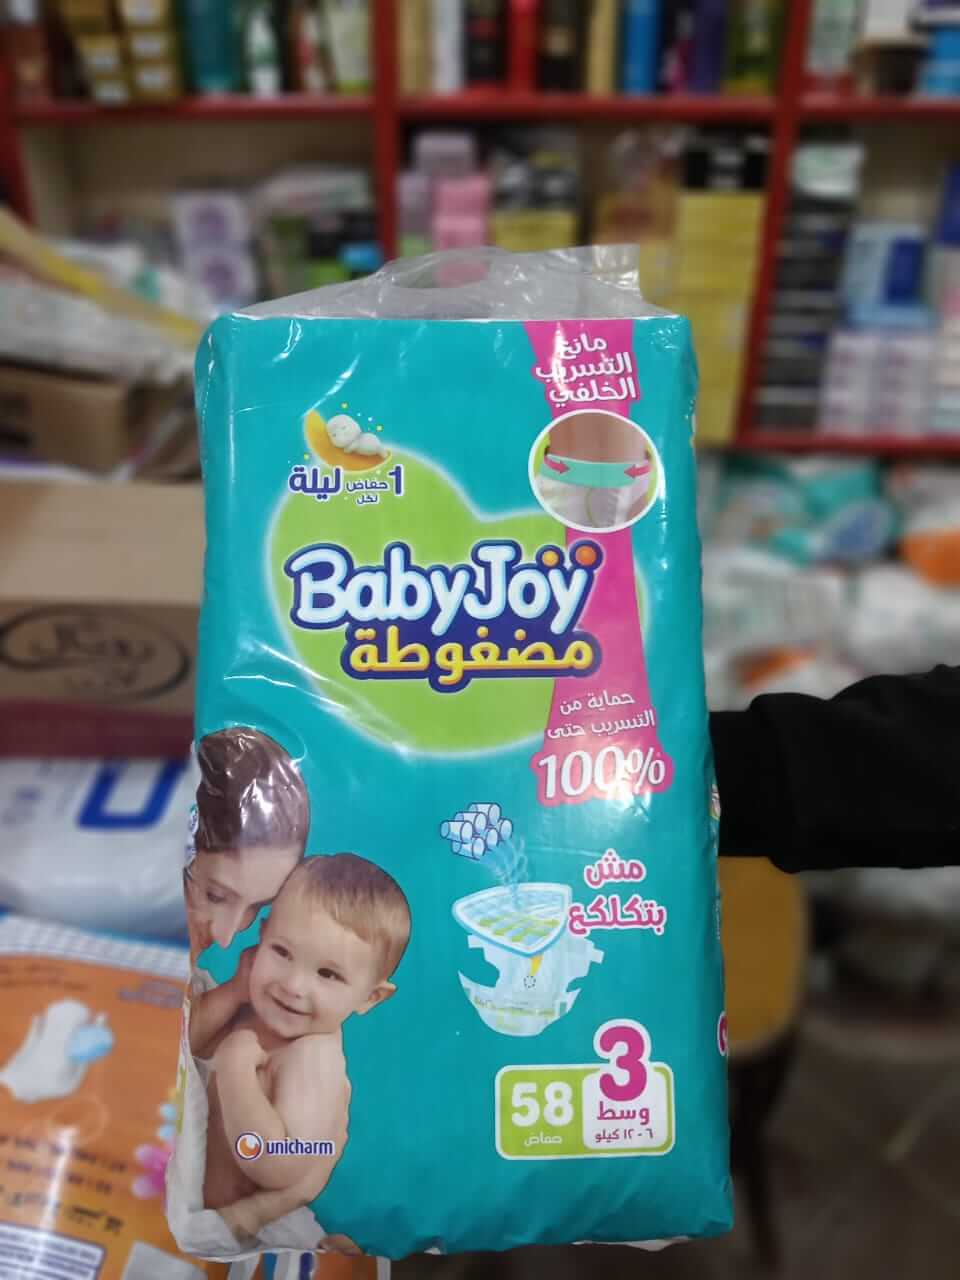 مانع
التسريب
الخلفي
1 حفاض لكل ليلة
BabyJoy
مضغوطة
حماية من
التسريب حتى
100%
مش
بتكلكع
3
وسط
٦ - ١٢ كيلو
58
حفاض
unicharm
رويال